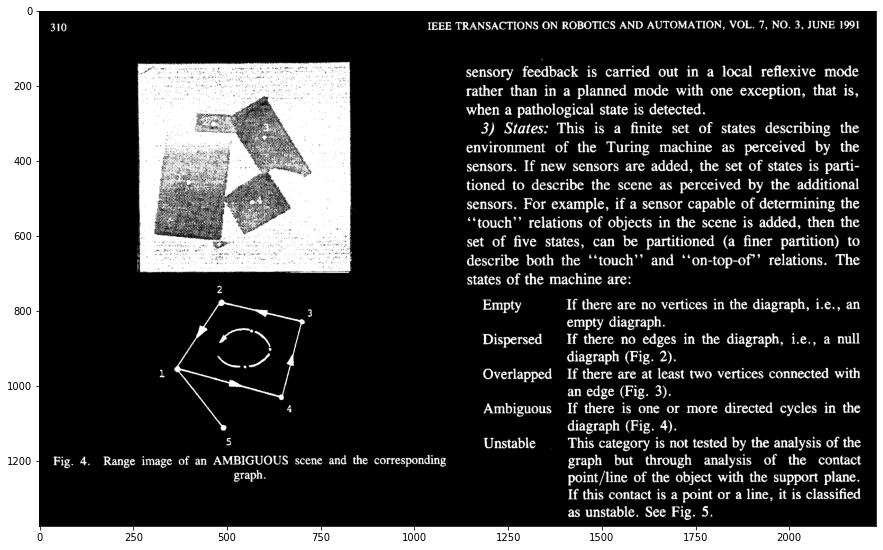 310
IEEE TRANSACTIONS ON ROBOTICS AND AUTOMATION, VOL. 7, NO. 3, JUNE 1991
sensory feedback is carried out in a local reflexive mode
rather than in a planned mode with one exception, that is,
when a pathological state is detected.
3) States: This is a finite set of states describing the
environment of the Turing machine as perceived by the
sensors. If new sensors are added, the set of states is parti-
tioned to describe the scene as perceived by the additional
sensors. For example, if a sensor capable of determining the
‘‘touch’’ relations of objects in the scene is added, then the
set of five states, can be partitioned (a finer partition) to
describe both the ‘‘touch’’ and ‘‘on-top-of’’ relations. The
states of the machine are:
Empty If there are no vertices in the diagram, i.e., an
empty diagram.
Dispersed If there no edges in the diagram, i.e., a null
diagram (Fig. 2).
Overlapped If there are at least two vertices connected with
an edge (Fig. 3).
Ambiguous If there is one or more directed cycles in the
diagram (Fig. 4).
Unstable This category is not tested by the analysis of the
graph but through analysis of the contact
point/line of the object with the support plane.
If this contact is a point or a line, it is classified
as unstable. See Fig. 5.
3
4
2
3
1
4
5
Fig. 4. Range image of an AMBIGUOUS scene and the corresponding
graph.
0
200
400
600
800
1000
1200
0
250
500
750
1000
1250
1500
1750
2000